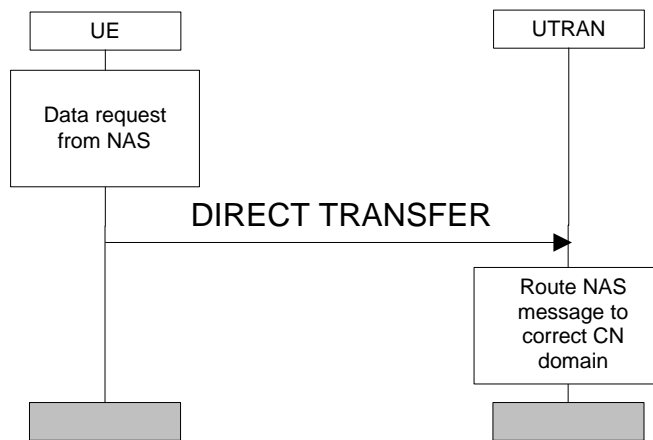 UE
UTRAN
Data request
from NAS
DIRECT TRANSFER
Route NAS
message to
correct CN
domain